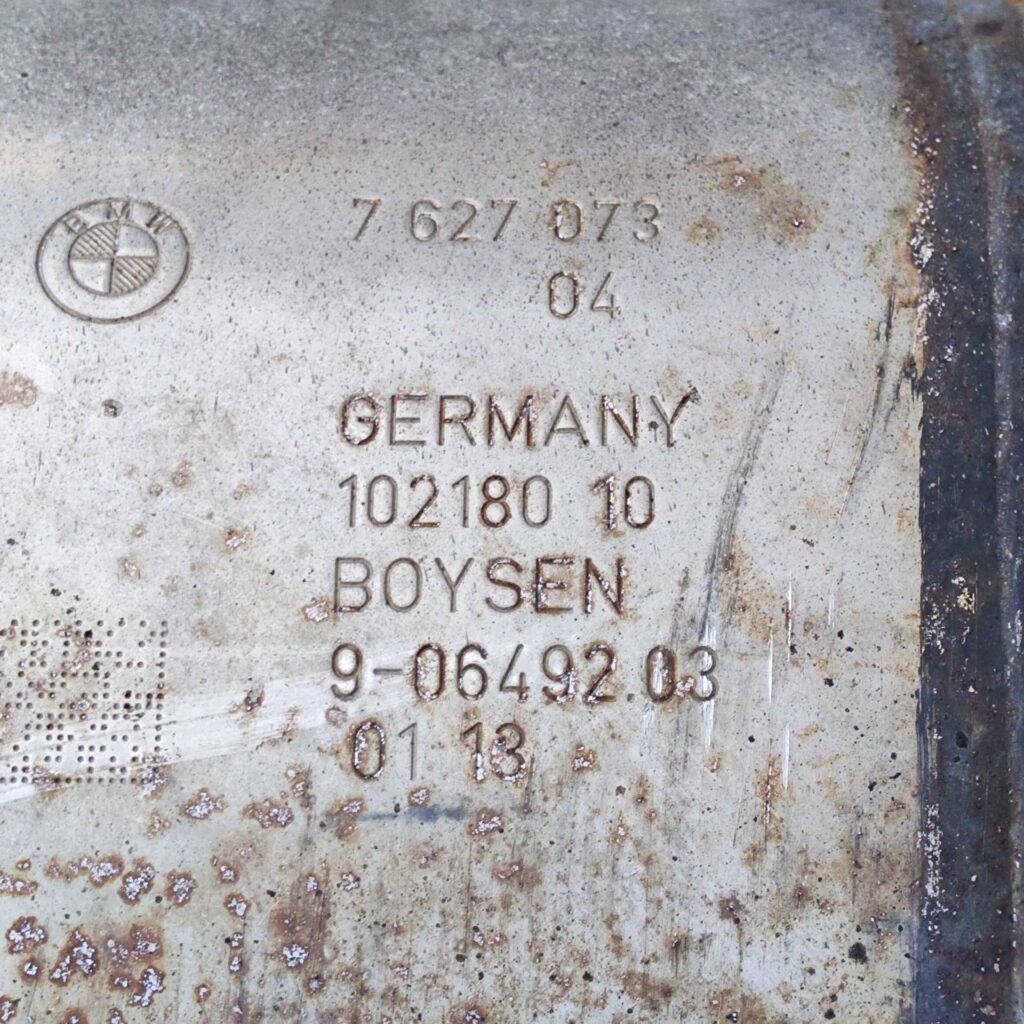 BMW
7 627 073
04
GERMANY
102180 10
BOYSEN
9-06492.03
01 13